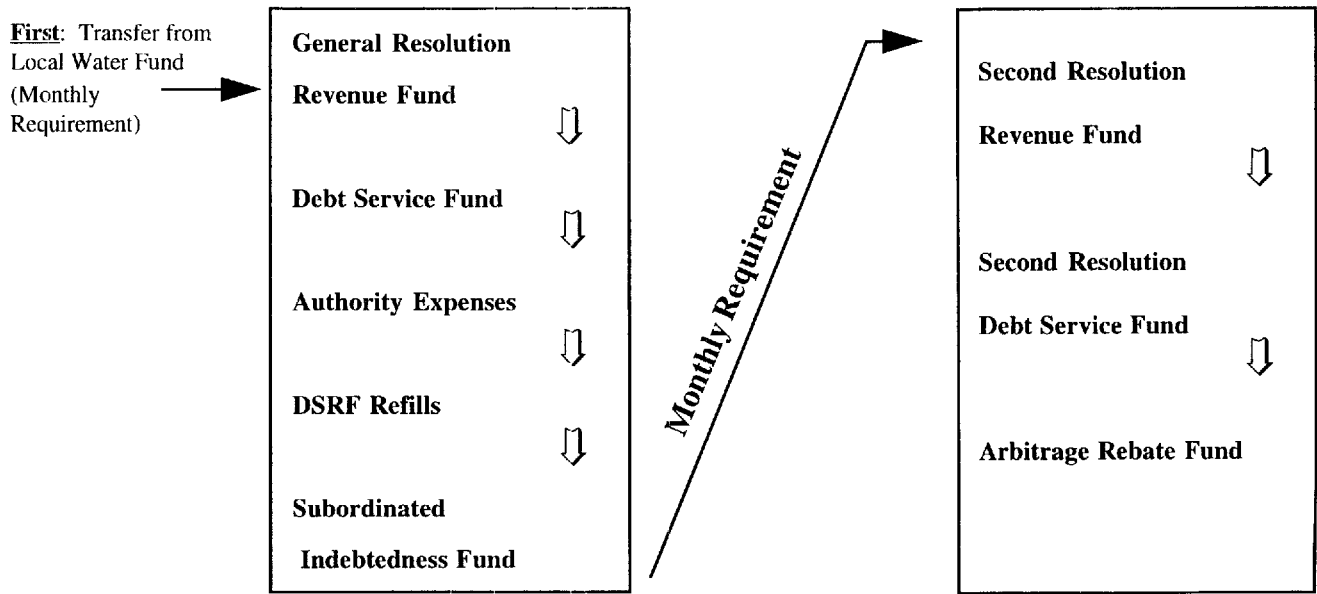 First: Transfer from
Local Water Fund
(Monthly
Requirement)
General Resolution
Revenue Fund
Debt Service Fund
Authority Expenses
DSRF Refills
Subordinated
Indebtedness Fund
Monthly Requirement
Second Resolution
Revenue Fund
Second Resolution
Debt Service Fund
Arbitrage Rebate Fund